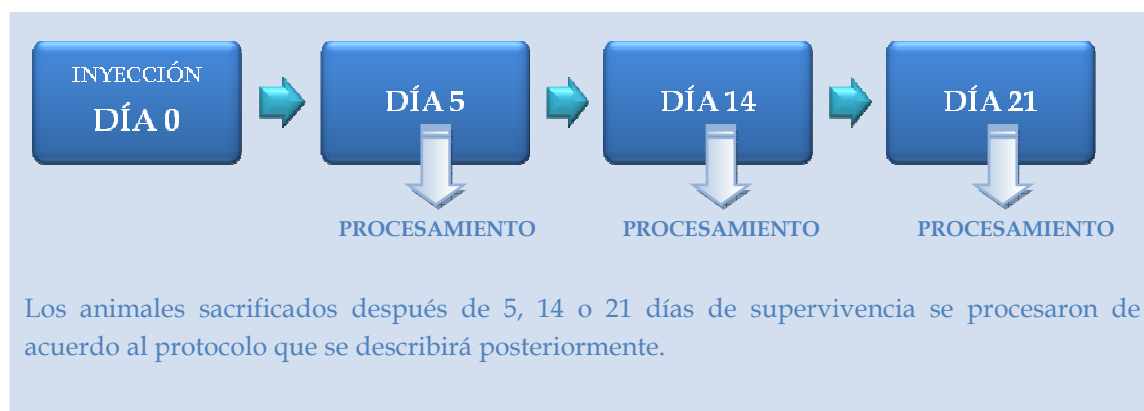 INYECCIÓN
DÍA 0
DÍA 5
DÍA 14
DÍA 21
PROCESAMIENTO
PROCESAMIENTO
PROCESAMIENTO
Los animales sacrificados después de 5, 14 o 21 días de supervivencia se procesaron de
acuerdo al protocolo que se describirá posteriormente.